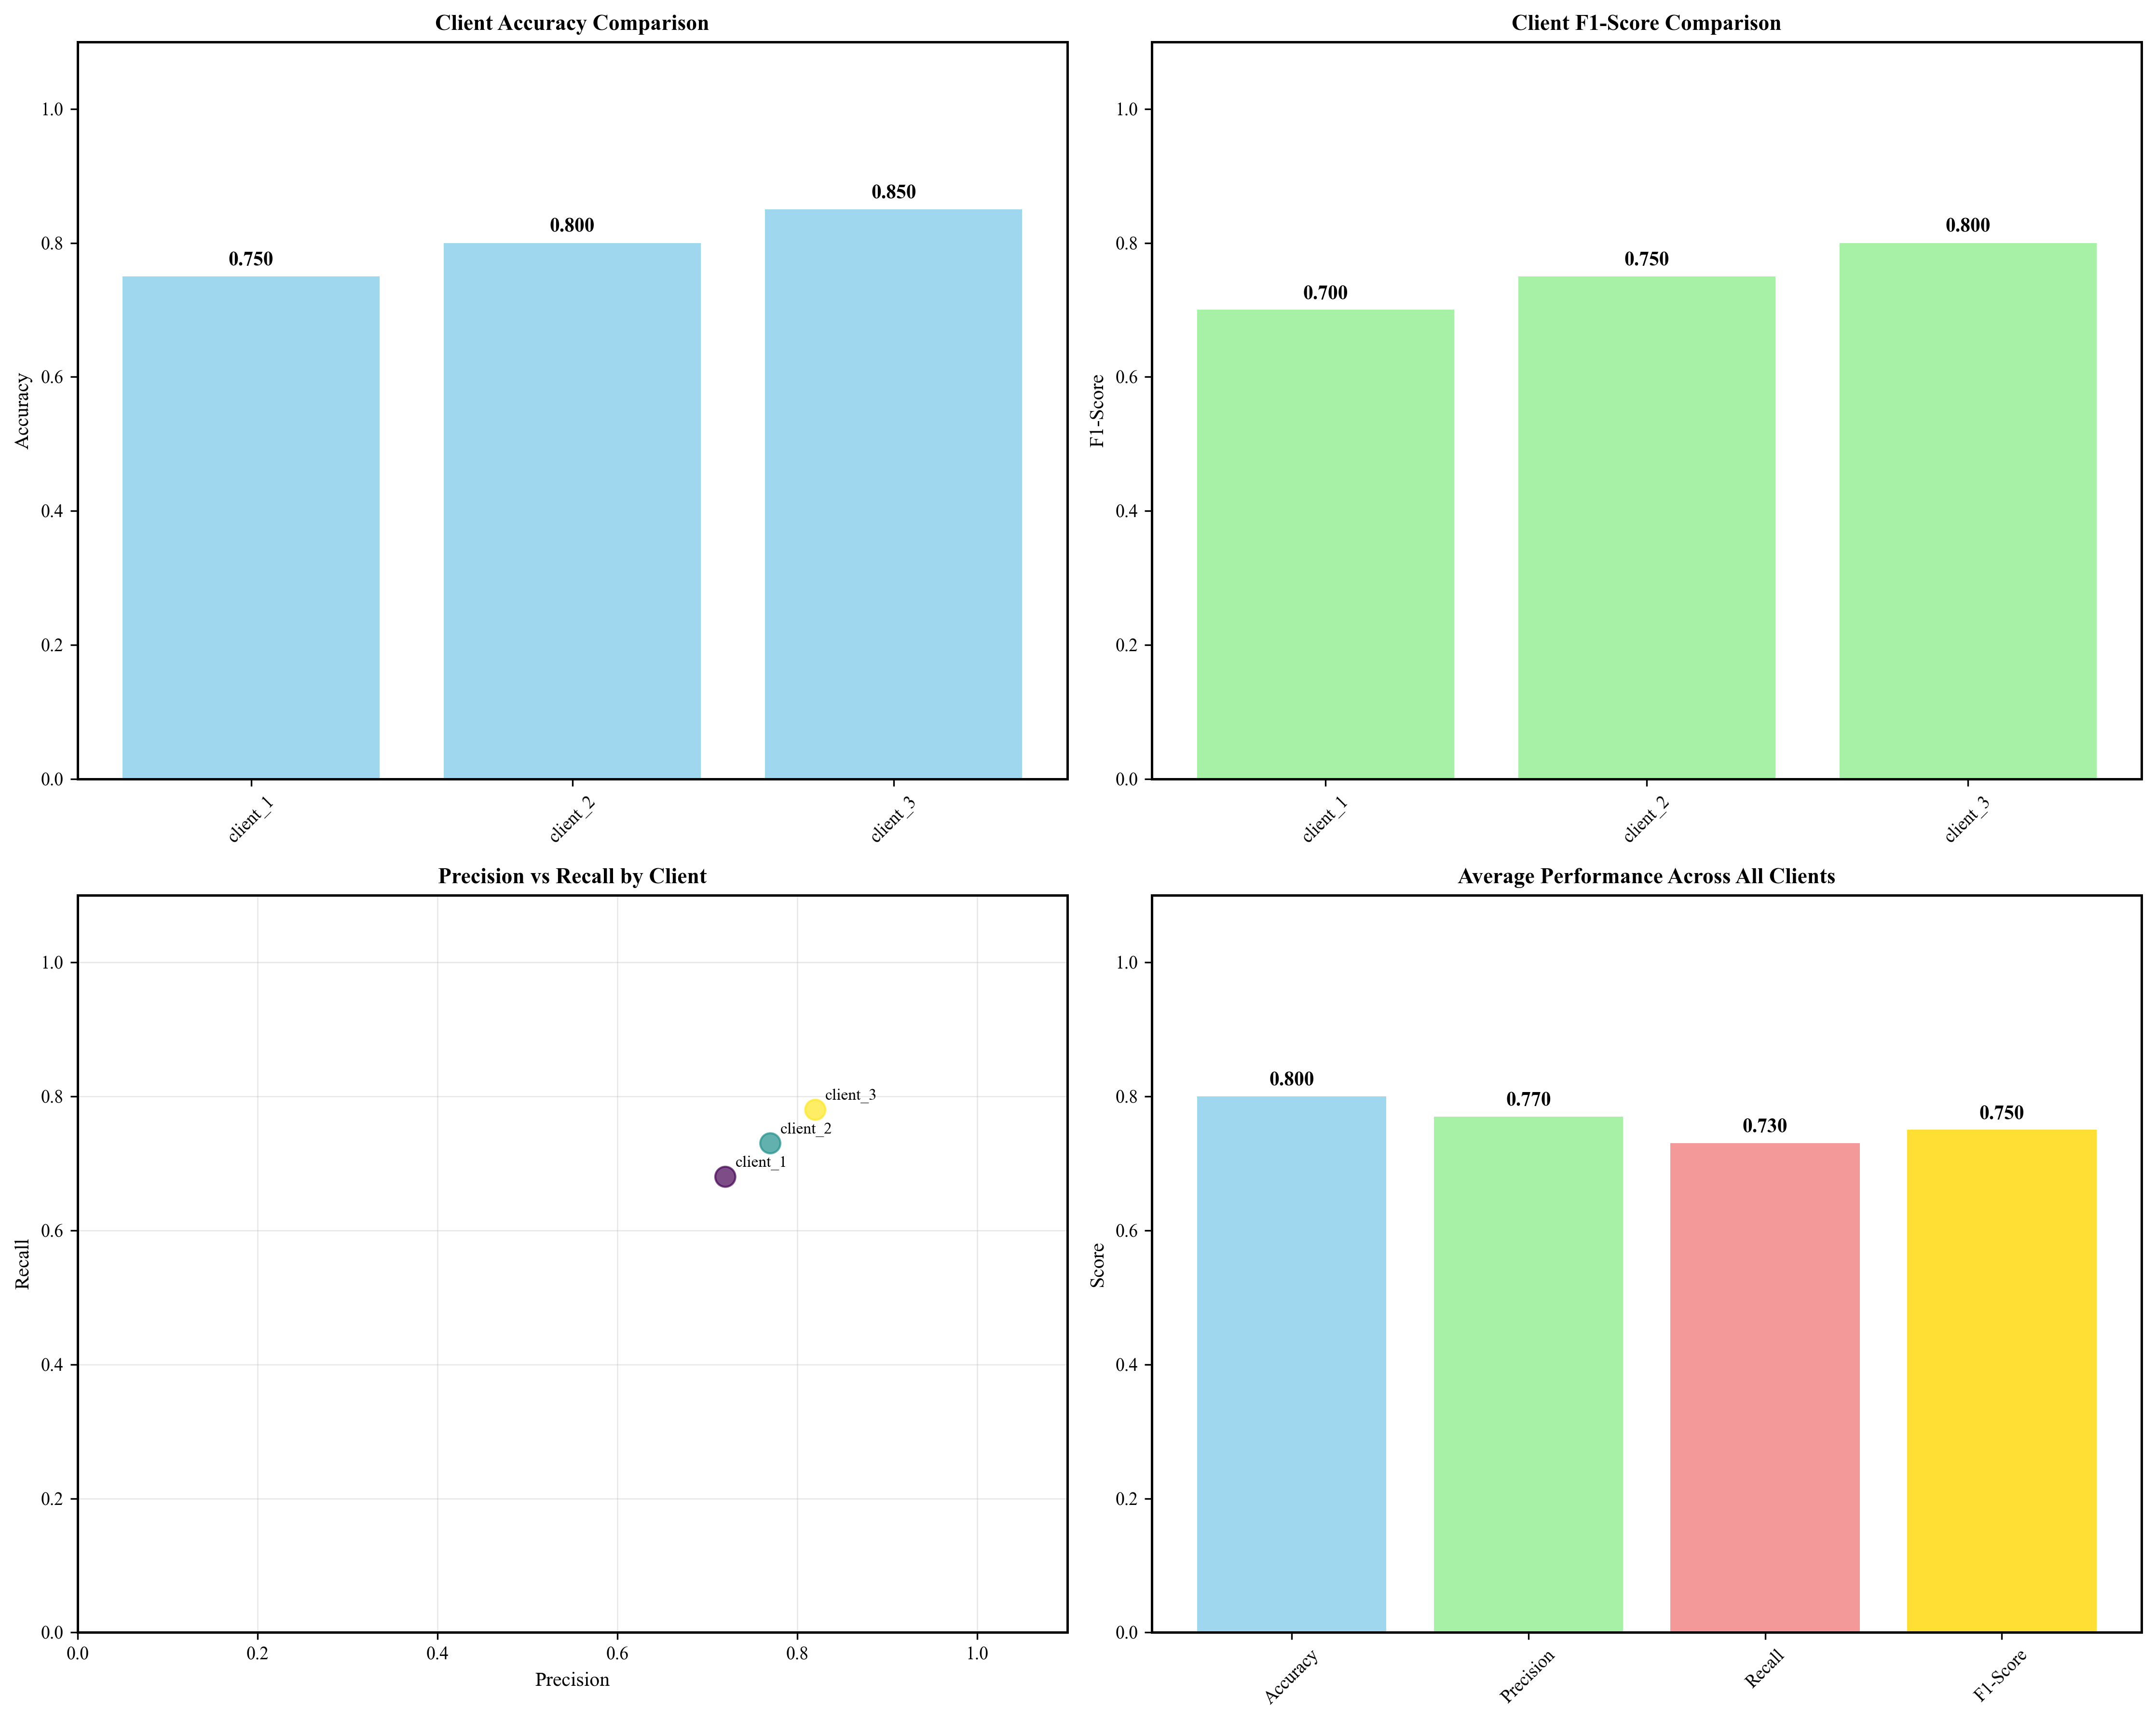 Client Accuracy Comparison
1.0
0.8
0.6
0.4
0.2
0.0
Accuracy
0.750
0.800
0.850
client_1
client_2
client_3
Client F1-Score Comparison
1.0
0.8
0.6
0.4
0.2
0.0
F1-Score
0.700
0.750
0.800
client_1
client_2
client_3
Precision vs Recall by Client
1.0
0.8
0.6
0.4
0.2
0.0
Recall
client_3
client_2
client_1
0.0
0.2
0.4
0.6
0.8
1.0
Precision
Average Performance Across All Clients
1.0
0.8
0.6
0.4
0.2
0.0
Score
0.800
0.770
0.730
0.750
Accuracy
Precision
Recall
F1-Score